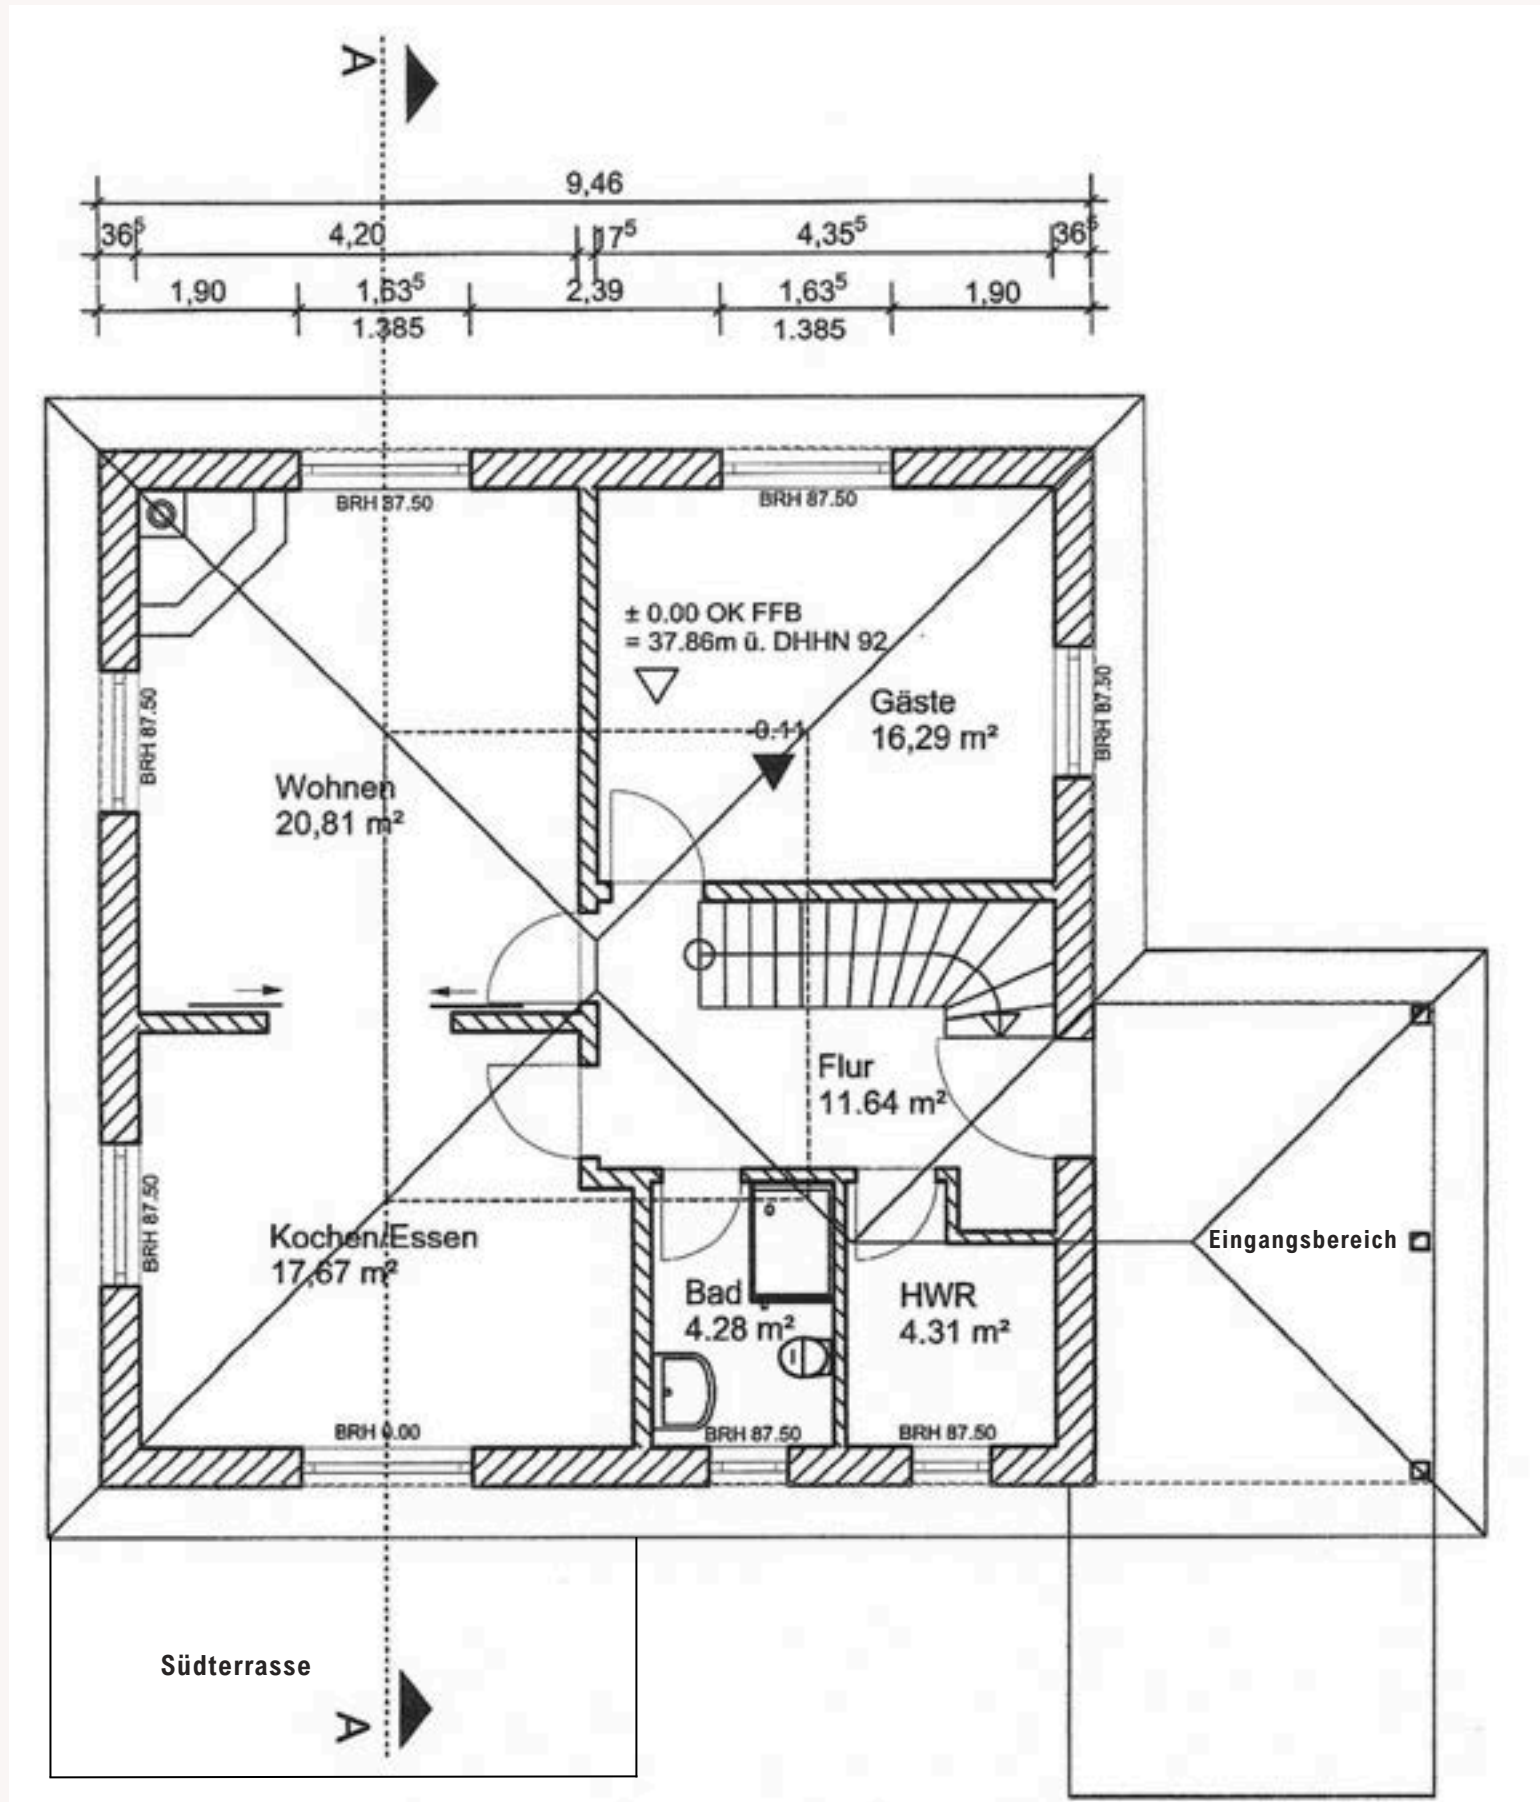 A
9,46
36⁵ 4,20 17⁵ 4,35⁵ 36⁵
1,90 1,63⁵ 2,39 1,63⁵ 1,90
1.385 1.385
BRH 87.50
BRH 87.50
± 0.00 OK FFB
= 37.86m ü. DHHN 92
-0.11
Gäste
16,29 m²
BRH 87.50
BRH 87.50
Wohnen
20,81 m²
Flur
11.64 m²
BRH 87.50
Kochen/Essen
17,67 m²
Eingangsbereich
Bad
4.28 m²
HWR
4.31 m²
BRH 0.00
BRH 87.50
BRH 87.50
Südterrasse
A